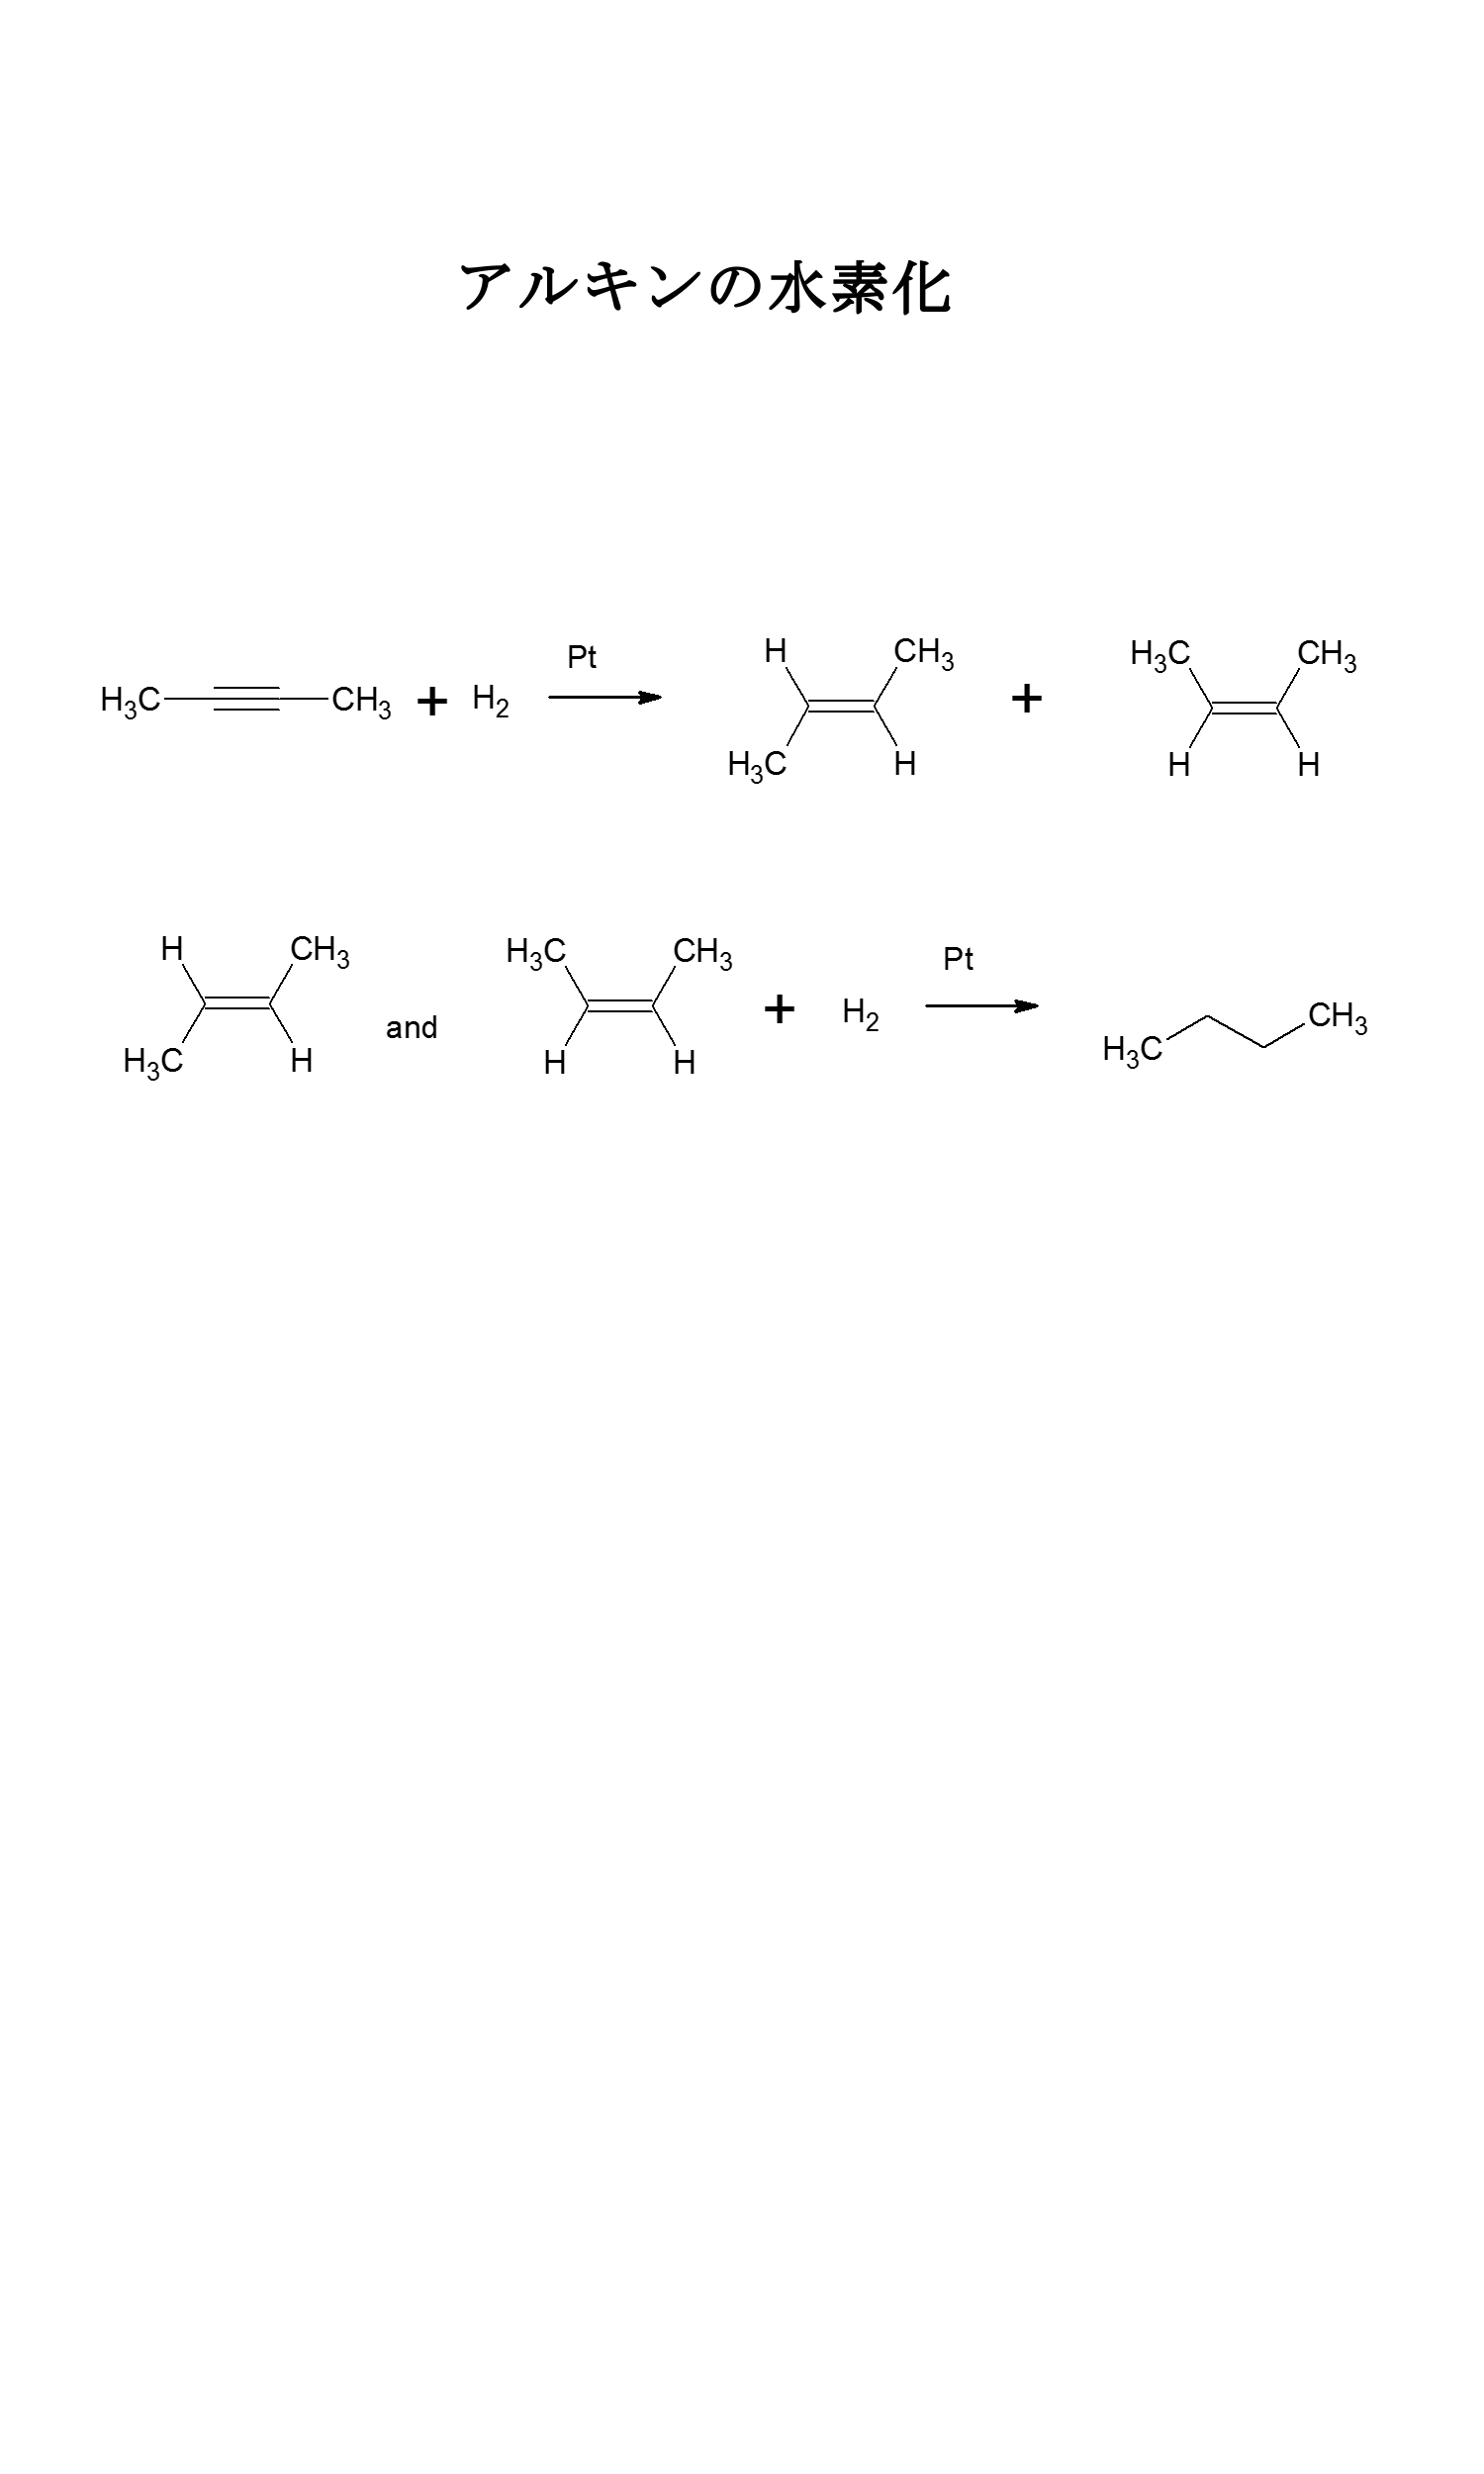 アルキンの水素化
Pt
H₃C CH₃ + H₂ H CH₃ H₃C H + H₃C CH₃ H H
H CH₃ H₃C H and H₃C CH₃ H H + H₂ Pt H₃C CH₃